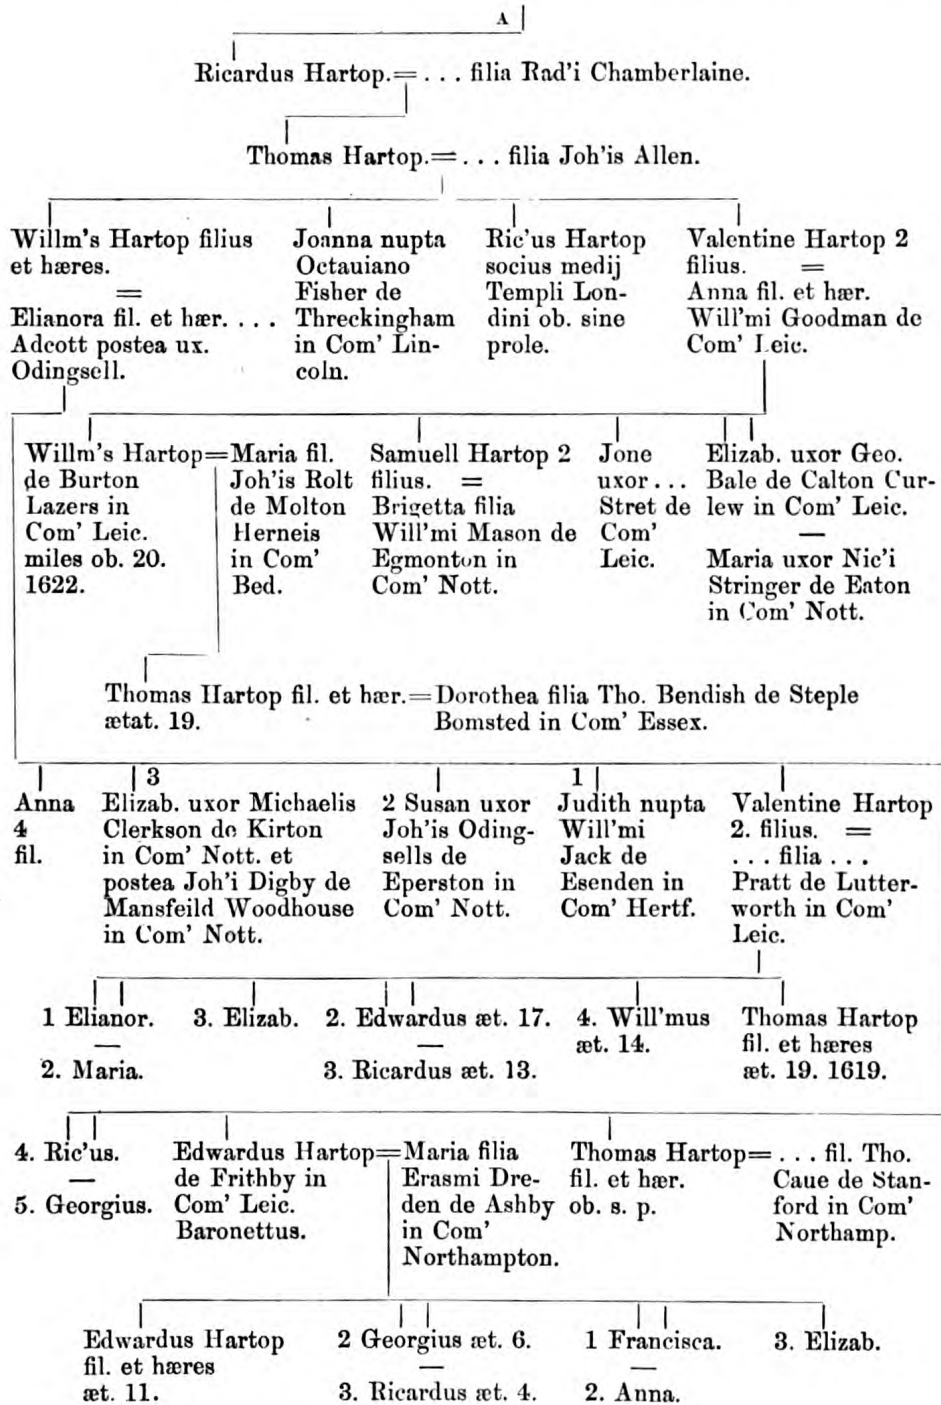 A
Ricardus Hartop.= . . . filia Rad'i Chamberlaine.
Thomas Hartop.= . . . filia Joh'is Allen.
Willm's Hartop filius
et hæres.
=
Elianora fil. et hær. . . .
Adcott postea ux.
Odingsell.
Joanna nupta
Octauiano
Fisher de
Threckingham
in Com' Lin-
coln.
Ric'us Hartop
socius medij
Templi Lon-
dini ob. sine
prole.
Valentine Hartop 2
filius. =
Anna fil. et hær.
Will'mi Goodman de
Com' Leic.
Willm's Hartop=
de Burton
Lazers in
Com' Leic.
miles ob. 20.
1622.
Maria fil.
Joh'is Rolt
de Molton
Herneis
in Com'
Bed.
Samuell Hartop 2
filius. =
Brigetta filia
Will'mi Mason de
Egmonton in
Com' Nott.
Jone
uxor . . .
Stret de
Com'
Leic.
Elizab. uxor Geo.
Bale de Calton Cur-
lew in Com' Leic.
—
Maria uxor Nic'i
Stringer de Eaton
in Com' Nott.
Thomas Hartop fil. et hær.=Dorothea filia Tho. Bendish de Steple
ætat. 19.
Bomsted in Com' Essex.
Anna
4
fil.
3
Elizab. uxor Michaelis
Clerkson de Kirton
in Com' Nott. et
postea Joh'i Digby de
Mansfeild Woodhouse
in Com' Nott.
2 Susan uxor
Joh'is Oding-
sells de
Eperston in
Com' Nott.
1
Judith nupta
Will'mi
Jack de
Esenden in
Com' Hertf.
Valentine Hartop
2. filius. =
. . . filia . . .
Pratt de Lutter-
worth in Com'
Leic.
1 Elianor.
—
2. Maria.
3. Elizab.
2. Edwardus æt. 17.
—
3. Ricardus æt. 13.
4. Will'mus
æt. 14.
Thomas Hartop
fil. et hæres
æt. 19. 1619.
4. Ric'us.
—
5. Georgius.
Edwardus Hartop=
de Frithby in
Com' Leic.
Baronettus.
Maria filia
Erasmi Dre-
den de Ashby
in Com'
Northampton.
Thomas Hartop=
fil. et hær.
ob. s. p.
. . . fil. Tho.
Caue de Stan-
ford in Com'
Northamp.
Edwardus Hartop
fil. et hæres
æt. 11.
2 Georgius æt. 6.
—
3. Ricardus æt. 4.
1 Francisca.
—
2. Anna.
3. Elizab.